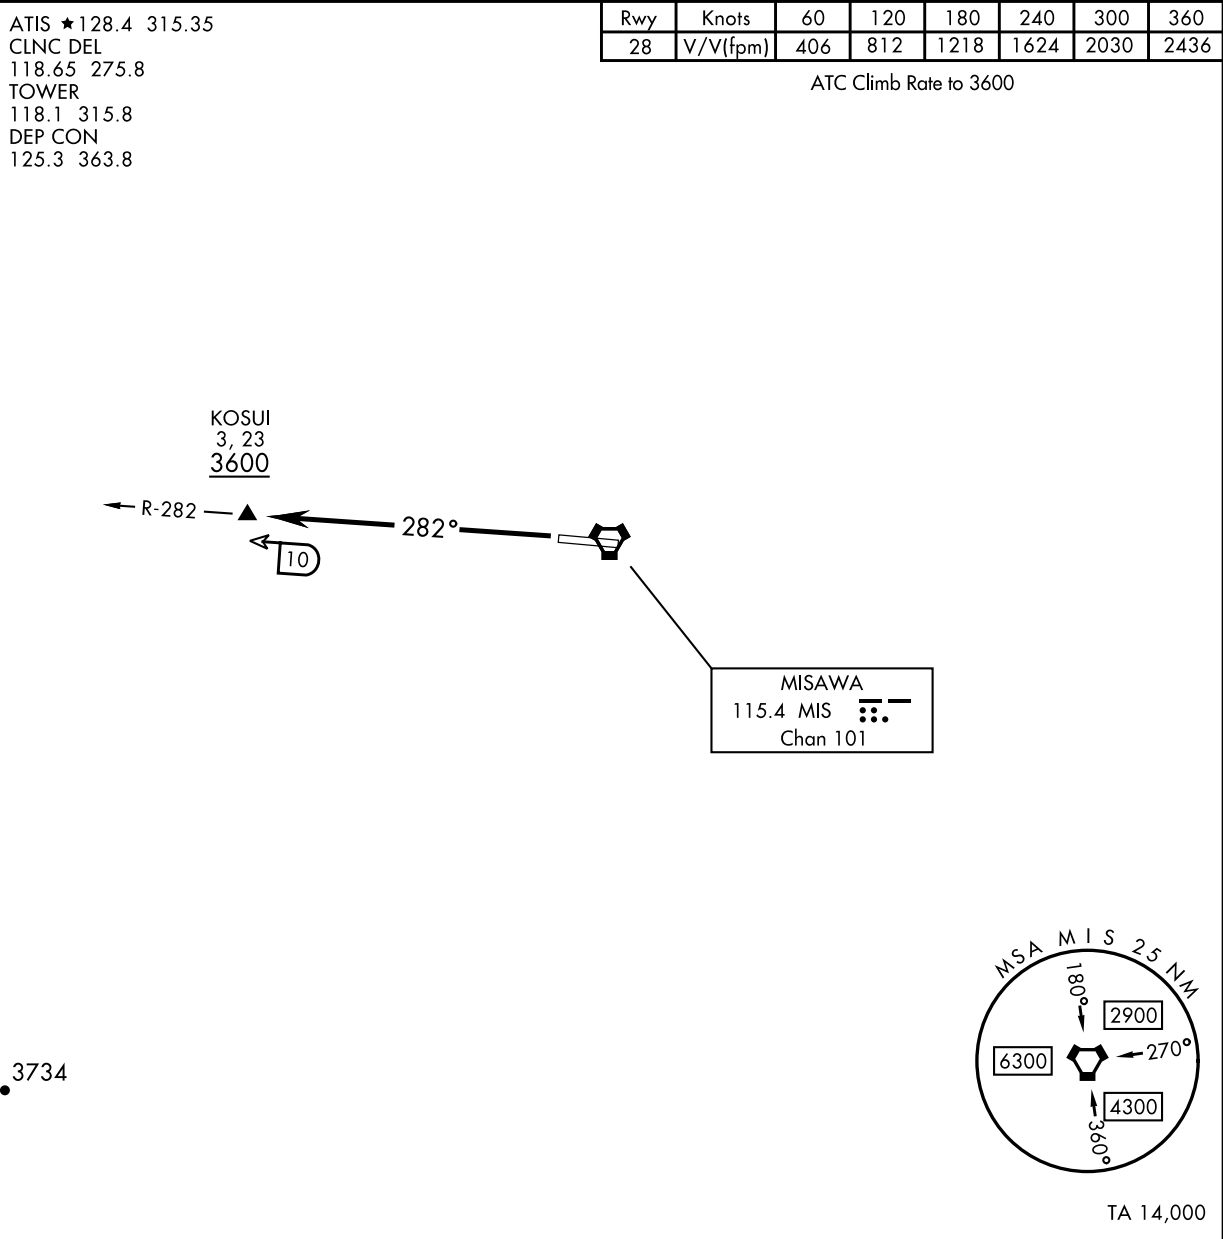 ATIS ★128.4 315.35
CLNC DEL
118.65 275.8
TOWER
118.1 315.8
DEP CON
125.3 363.8
Rwy Knots 60 120 180 240 300 360
28 V/V(fpm) 406 812 1218 1624 2030 2436
ATC Climb Rate to 3600
KOSUI
3, 23
3600
R-282
282°
10
MISAWA
115.4 MIS
Chan 101
MSA MIS 25 NM
180°
2900
270°
6300
4300
360°
3734
TA 14,000